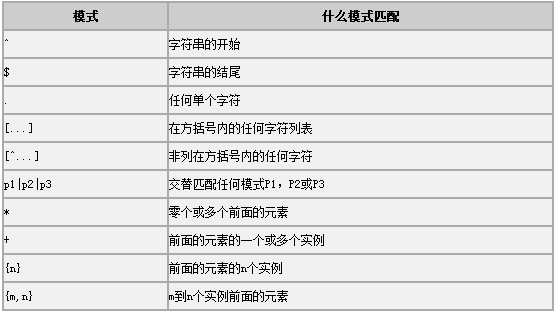 模式 什么模式匹配
^ 字符串的开始
$ 字符串的结尾
. 任何单个字符
[...] 在方括号内的任何字符列表
[^...] 非列在方括号内的任何字符
p1|p2|p3 交替匹配任何模式P1，P2或P3
* 零个或多个前面的元素
+ 前面的元素的一个或多个实例
{n} 前面的元素的n个实例
{m,n} m到n个实例前面的元素